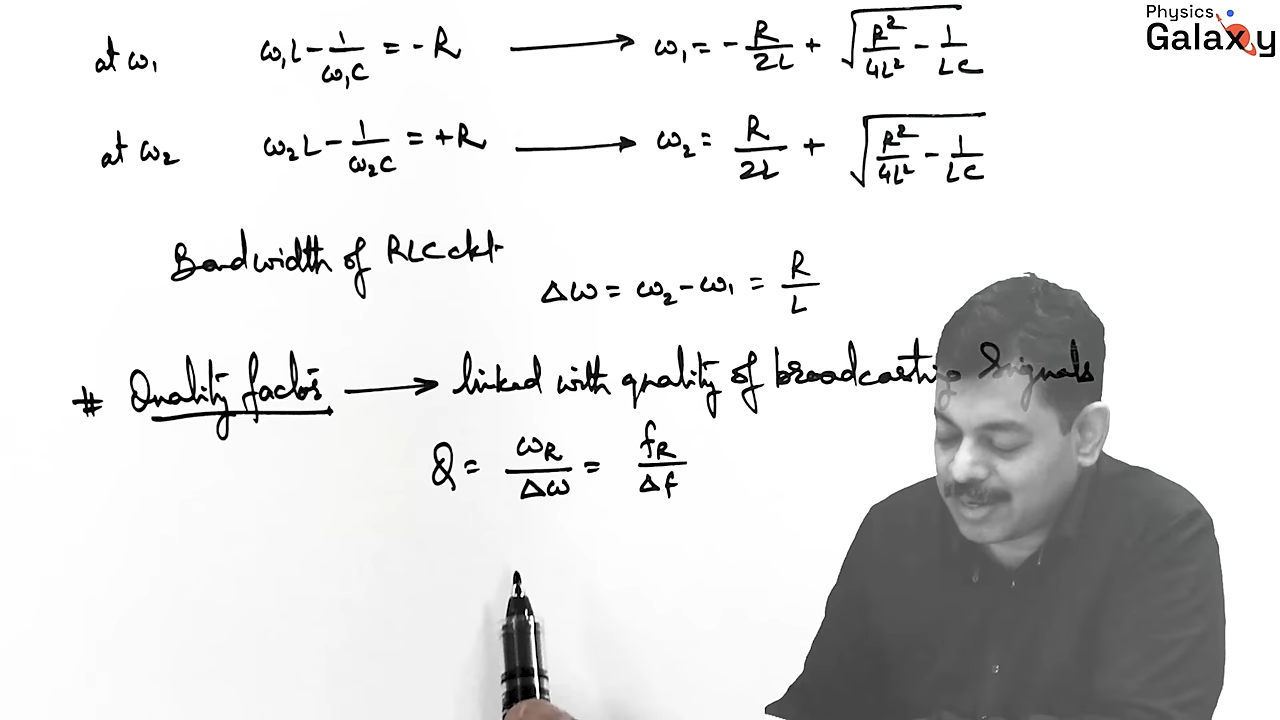 Physics
Galaxy
at ω₁ ω₁L - 1/ω₁C = - R ⟶ ω₁ = - R/2L + √(R²/4L² - 1/LC)
at ω₂ ω₂L - 1/ω₂C = + R ⟶ ω₂ = R/2L + √(R²/4L² - 1/LC)
Bandwidth of RLC ckt
Δω = ω₂ - ω₁ = R/L
# Quality factor ⟶ linked with quality of broadcasting Signals
Q = ω_R/Δω = f_R/Δf